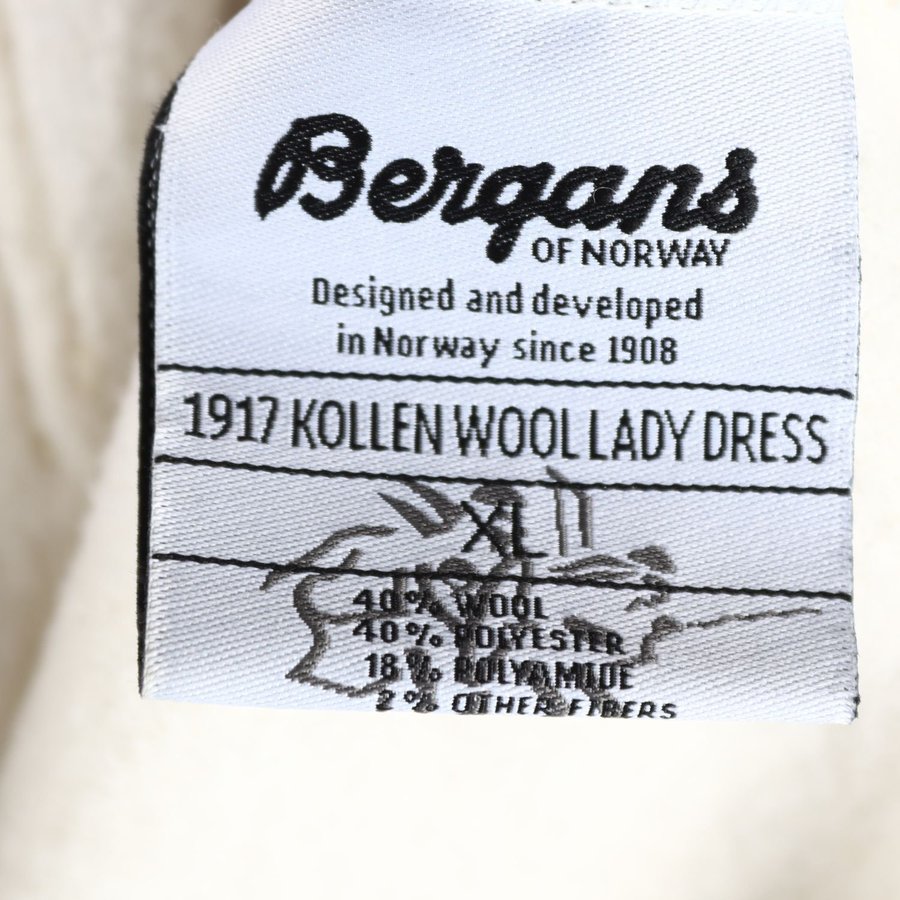 Bergans
OF NORWAY
Designed and developed
in Norway since 1908
1917 KOLLEN WOOL LADY DRESS
XL
40% WOOL
40% POLYESTER
18% POLYAMIDE
2% OTHER FIBERS